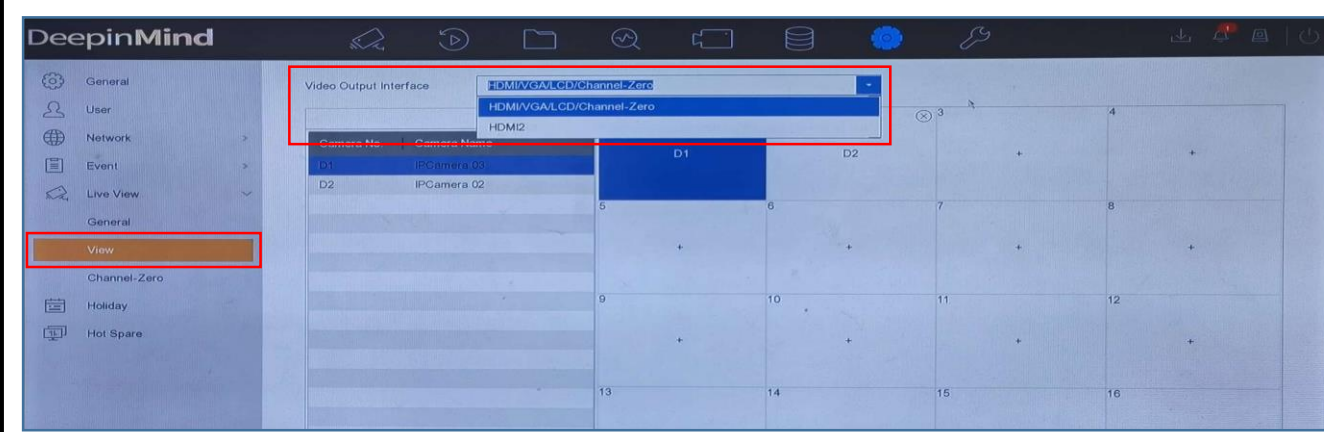 DeepinMind
General
User
Network
Event
Live View
General
View
Channel-Zero
Holiday
Hot Spare
Video Output Interface
HDMI/VGA/LCD/Channel-Zero
HDMI/VGA/LCD/Channel-Zero
HDMI2
Camera No. Camera Name
D1 IPCamera 03
D2 IPCamera 02
3 4
D1 D2 + +
5 6 7 8
+ + + +
9 10 11 12
+ + + +
13 14 15 16